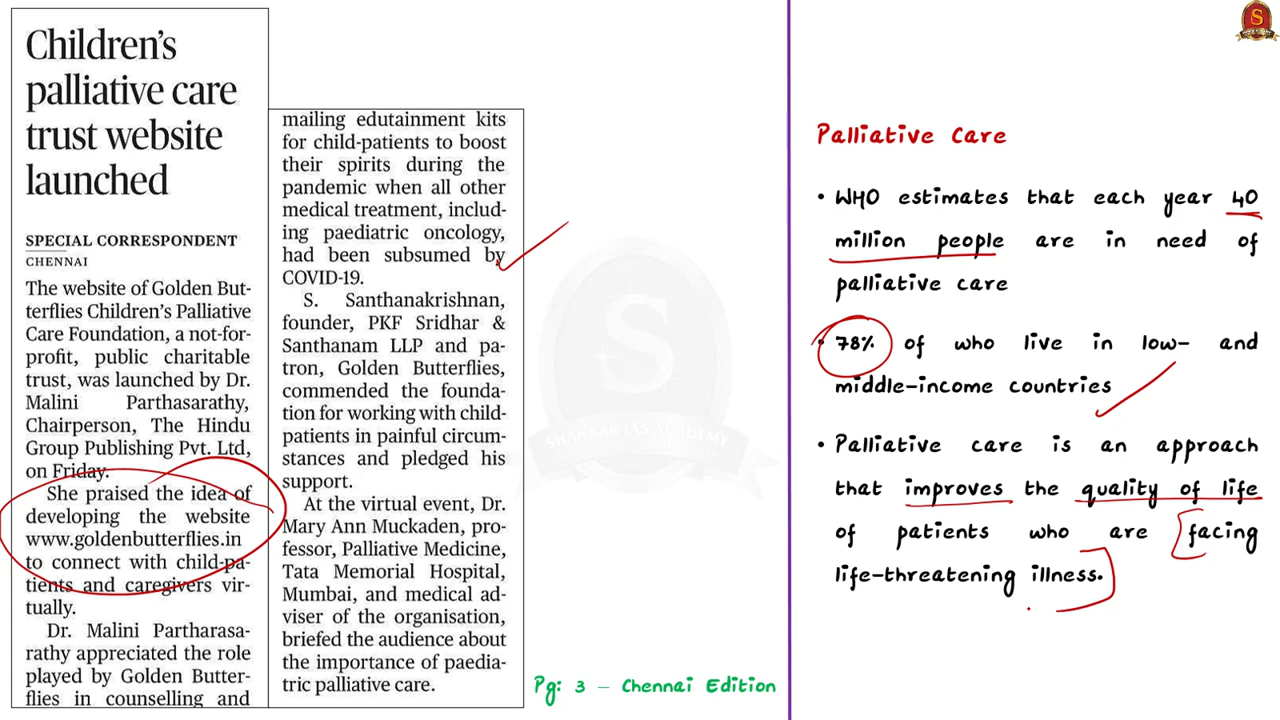 Children's
palliative care
trust website
launched
SPECIAL CORRESPONDENT
CHENNAI
The website of Golden But-
terflies Children's Palliative
Care Foundation, a not-for-
profit, public charitable
trust, was launched by Dr.
Malini Parthasarathy,
Chairperson, The Hindu
Group Publishing Pvt. Ltd,
on Friday.
She praised the idea of
developing the website
www.goldenbutterflies.in
to connect with child-pa-
tients and caregivers vir-
tually.
Dr. Malini Partharasa-
rathy appreciated the role
played by Golden Butter-
flies in counselling and
mailing edutainment kits
for child-patients to boost
their spirits during the
pandemic when all other
medical treatment, includ-
ing paediatric oncology,
had been subsumed by
COVID-19.
S. Santhanakrishnan,
founder, PKF Sridhar &
Santhanam LLP and pa-
tron, Golden Butterflies,
commended the founda-
tion for working with child-
patients in painful circum-
stances and pledged his
support.
At the virtual event, Dr.
Mary Ann Muckaden, pro-
fessor, Palliative Medicine,
Tata Memorial Hospital,
Mumbai, and medical ad-
viser of the organisation,
briefed the audience about
the importance of paedia-
tric palliative care.
Pg: 3 – Chennai Edition
S
SHANKAR IAS ACADEMY
Palliative Care
• WHO estimates that each year 40
million people are in need of
palliative care
• 78% of who live in low- and
middle-income countries
• Palliative care is an approach
that improves the quality of life
of patients who are facing
life-threatening illness.
S